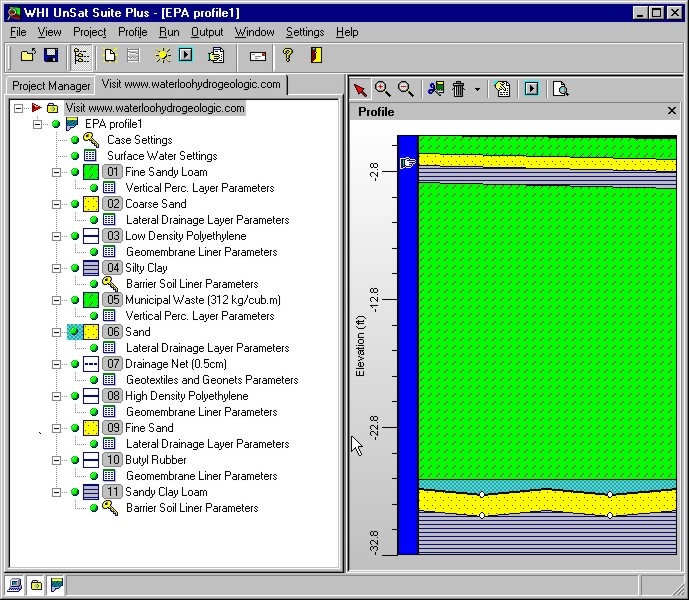 WHI UnSat Suite Plus - [EPA profile1]
File View Project Profile Run Output Window Settings Help
Project Manager Visit www.waterloohydrogeologic.com
Visit www.waterloohydrogeologic.com
EPA profile1
Case Settings
Surface Water Settings
01 Fine Sandy Loam
Vertical Perc. Layer Parameters
02 Coarse Sand
Lateral Drainage Layer Parameters
03 Low Density Polyethylene
Geomembrane Liner Parameters
04 Silty Clay
Barrier Soil Liner Parameters
05 Municipal Waste (312 kg/cub.m)
Vertical Perc. Layer Parameters
06 Sand
Lateral Drainage Layer Parameters
07 Drainage Net (0.5cm)
Geotextiles and Geonets Parameters
08 High Density Polyethylene
Geomembrane Liner Parameters
09 Fine Sand
Lateral Drainage Layer Parameters
10 Butyl Rubber
Geomembrane Liner Parameters
11 Sandy Clay Loam
Barrier Soil Liner Parameters
Profile
-2.8
-12.8
Elevation (ft)
-22.8
-32.8